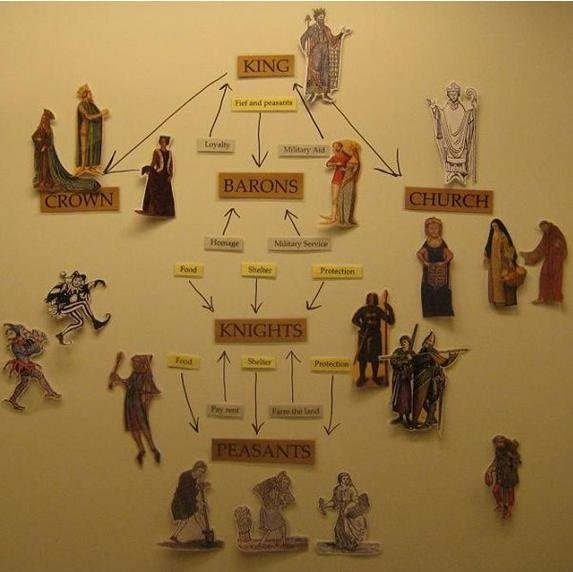 KING
Fief and peasants
Loyalty
Military Aid
CROWN
BARONS
CHURCH
Homage
Military Service
Food
Shelter
Protection
KNIGHTS
Food
Shelter
Protection
Pay rent
Farm the land
PEASANTS